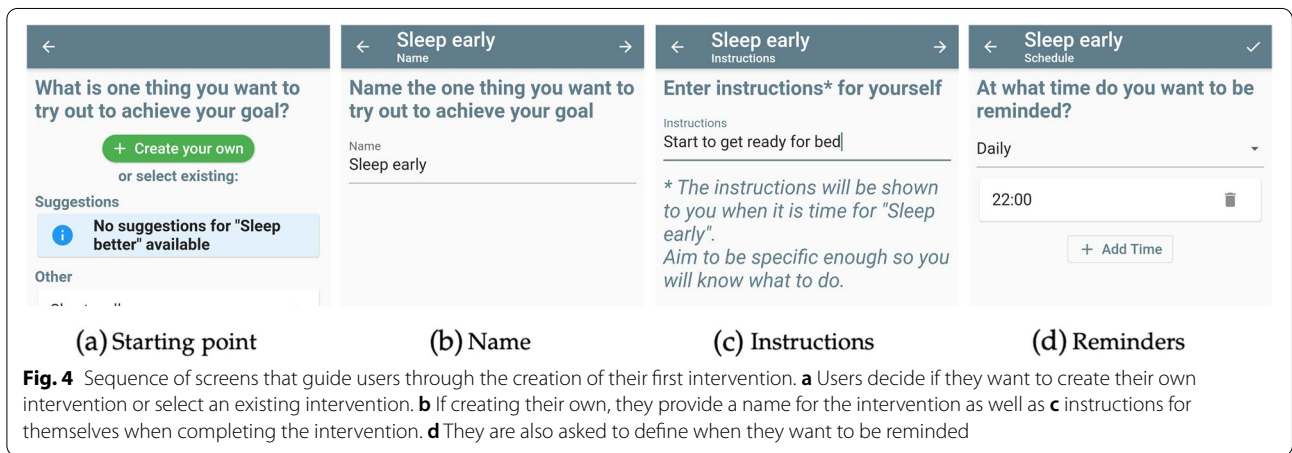 What is one thing you want to
try out to achieve your goal?
+ Create your own
or select existing:
Suggestions
No suggestions for "Sleep
better" available
Other
(a) Starting point
Sleep early
Name
Name the one thing you want to
try out to achieve your goal
Name
Sleep early
(b) Name
Sleep early
Instructions
Enter instructions* for yourself
Instructions
Start to get ready for bed
* The instructions will be shown
to you when it is time for "Sleep
early".
Aim to be specific enough so you
will know what to do.
(c) Instructions
Sleep early
Schedule
At what time do you want to be
reminded?
Daily
22:00
+ Add Time
(d) Reminders
Fig. 4 Sequence of screens that guide users through the creation of their first intervention. a Users decide if they want to create their own
intervention or select an existing intervention. b If creating their own, they provide a name for the intervention as well as c instructions for
themselves when completing the intervention. d They are also asked to define when they want to be reminded